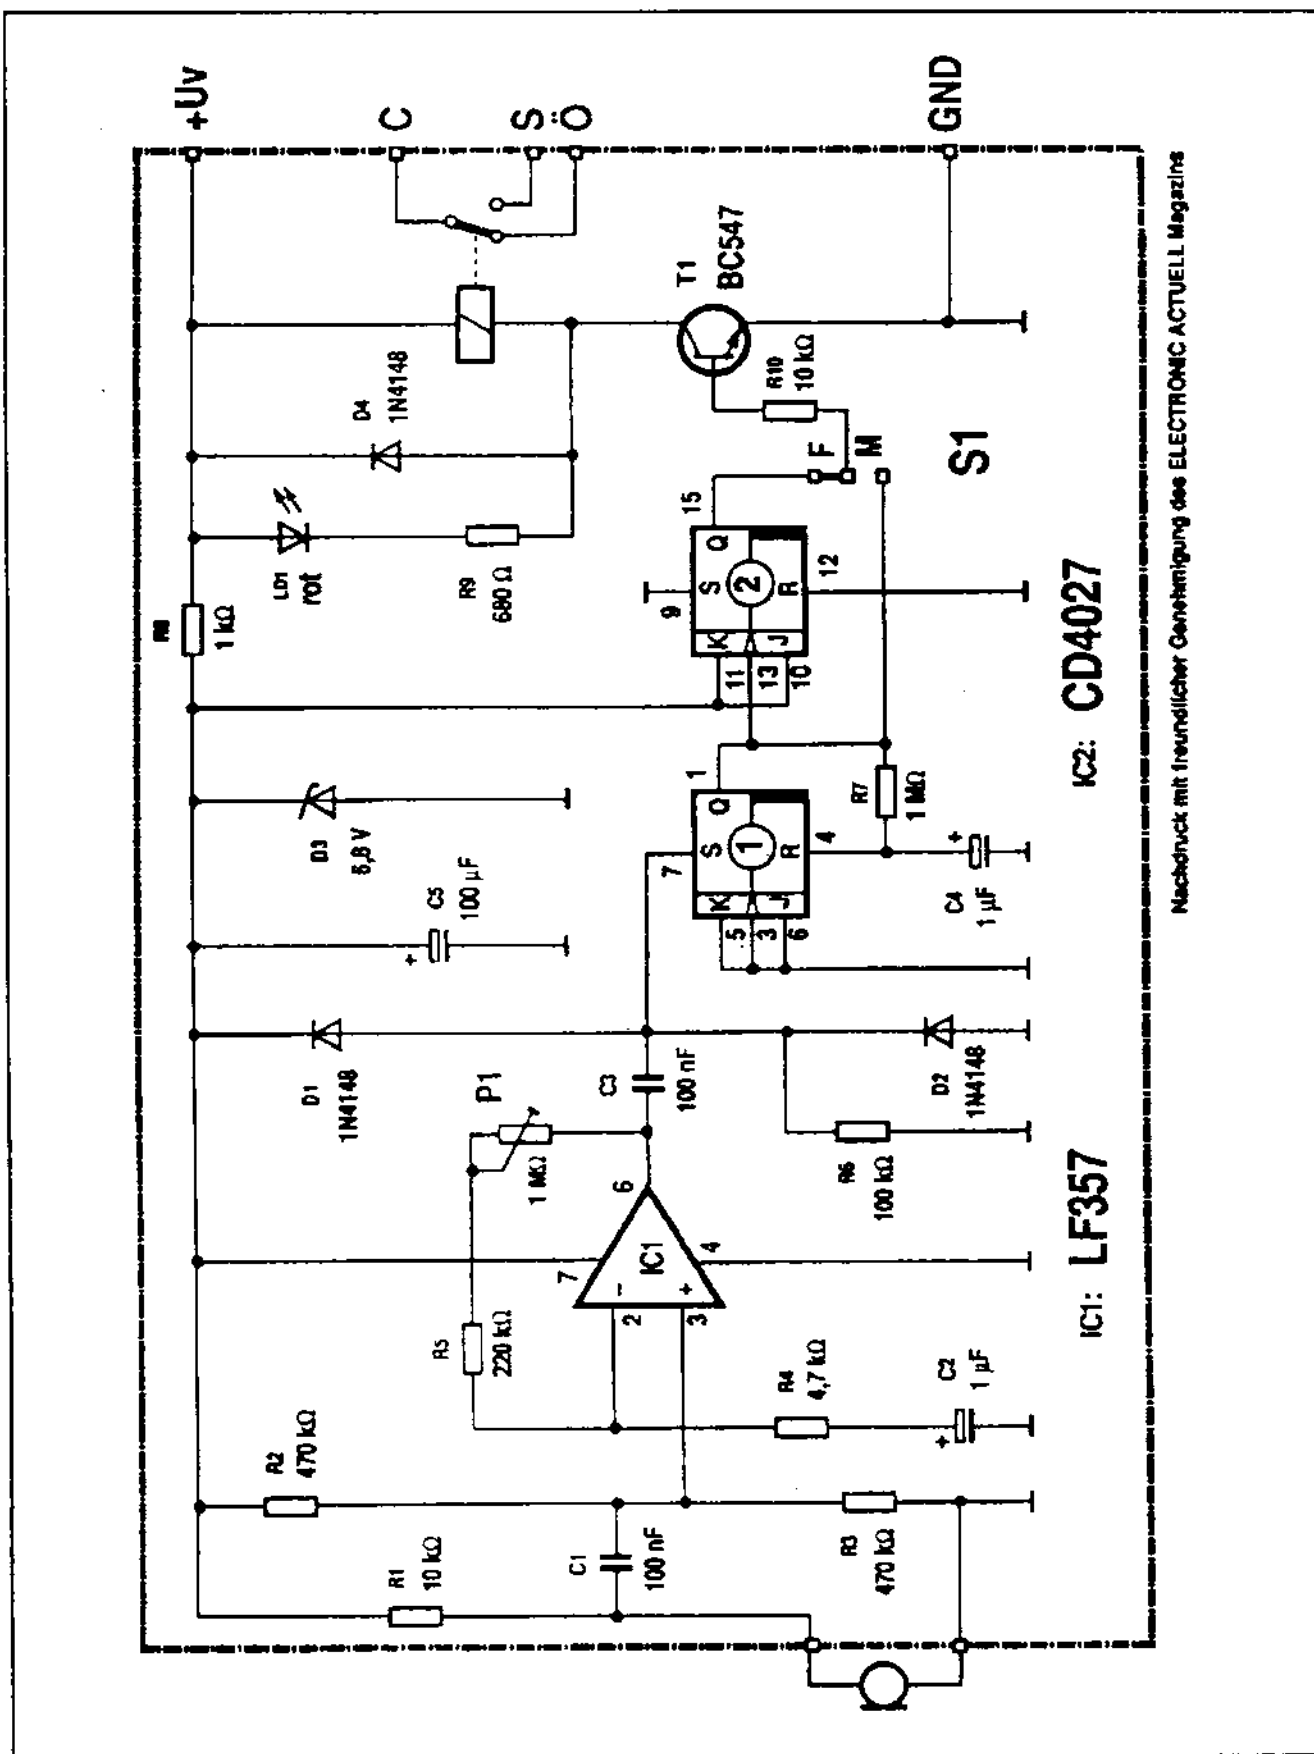 +Uv
C
S
Ö
GND
R8
1 kΩ
LD1
rot
R9
680 Ω
D4
1N4148
T1
BC547
R10
10 kΩ
F
M
S1
15
Q
S
2
R
9
12
K
J
11
13
10
D3
C5
100 µF
+
1
Q
S
1
R
7
4
K
J
5
3
6
R7
1 MΩ
C4
1 µF
+
IC2: CD4027
D1
1N4148
P1
1 MΩ
C3
100 nF
D2
1N4148
R6
100 kΩ
R5
220 kΩ
IC1
7
6
4
2
3
−
+
R4
4,7 kΩ
C2
1 µF
+
IC1: LF357
R2
470 kΩ
R1
10 kΩ
C1
100 nF
R3
470 kΩ
Nachdruck mit freundlicher Genehmigung des ELECTRONIC ACTUELL Magazins